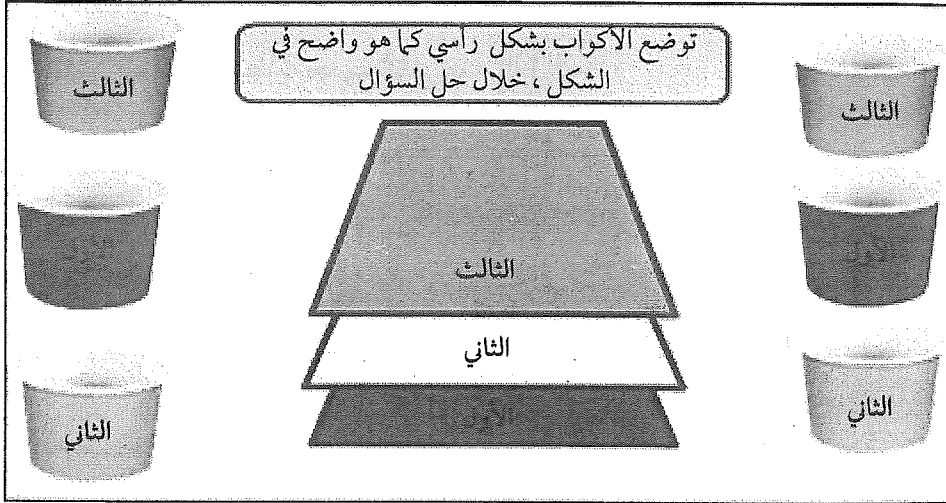 توضع الأكواب بشكل رأسي كما هو واضح في
الشكل ، خلال حل السؤال
الثالث
الثالث
الأول
الأول
الثالث
الثاني
الأول
الثاني
الثاني